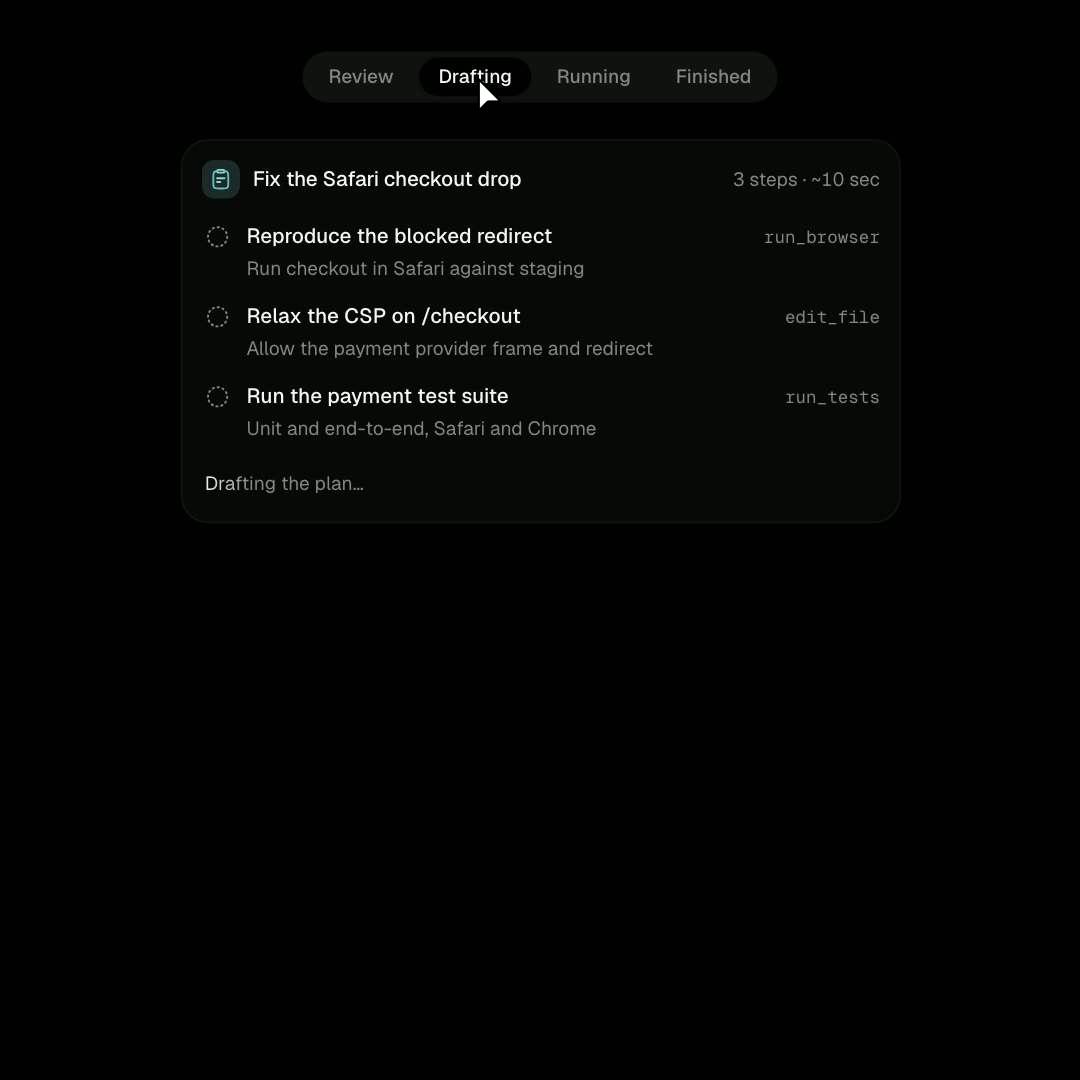 Review Drafting Running Finished
Fix the Safari checkout drop 3 steps · ~10 sec
Reproduce the blocked redirect run_browser
Run checkout in Safari against staging
Relax the CSP on /checkout edit_file
Allow the payment provider frame and redirect
Run the payment test suite run_tests
Unit and end-to-end, Safari and Chrome
Drafting the plan…